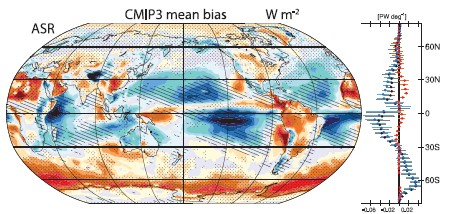 ASR CMIP3 mean bias W m⁻² [PW deg⁻¹]
60N
30N
0
30S
60S
-0.06 -0.02 0.02